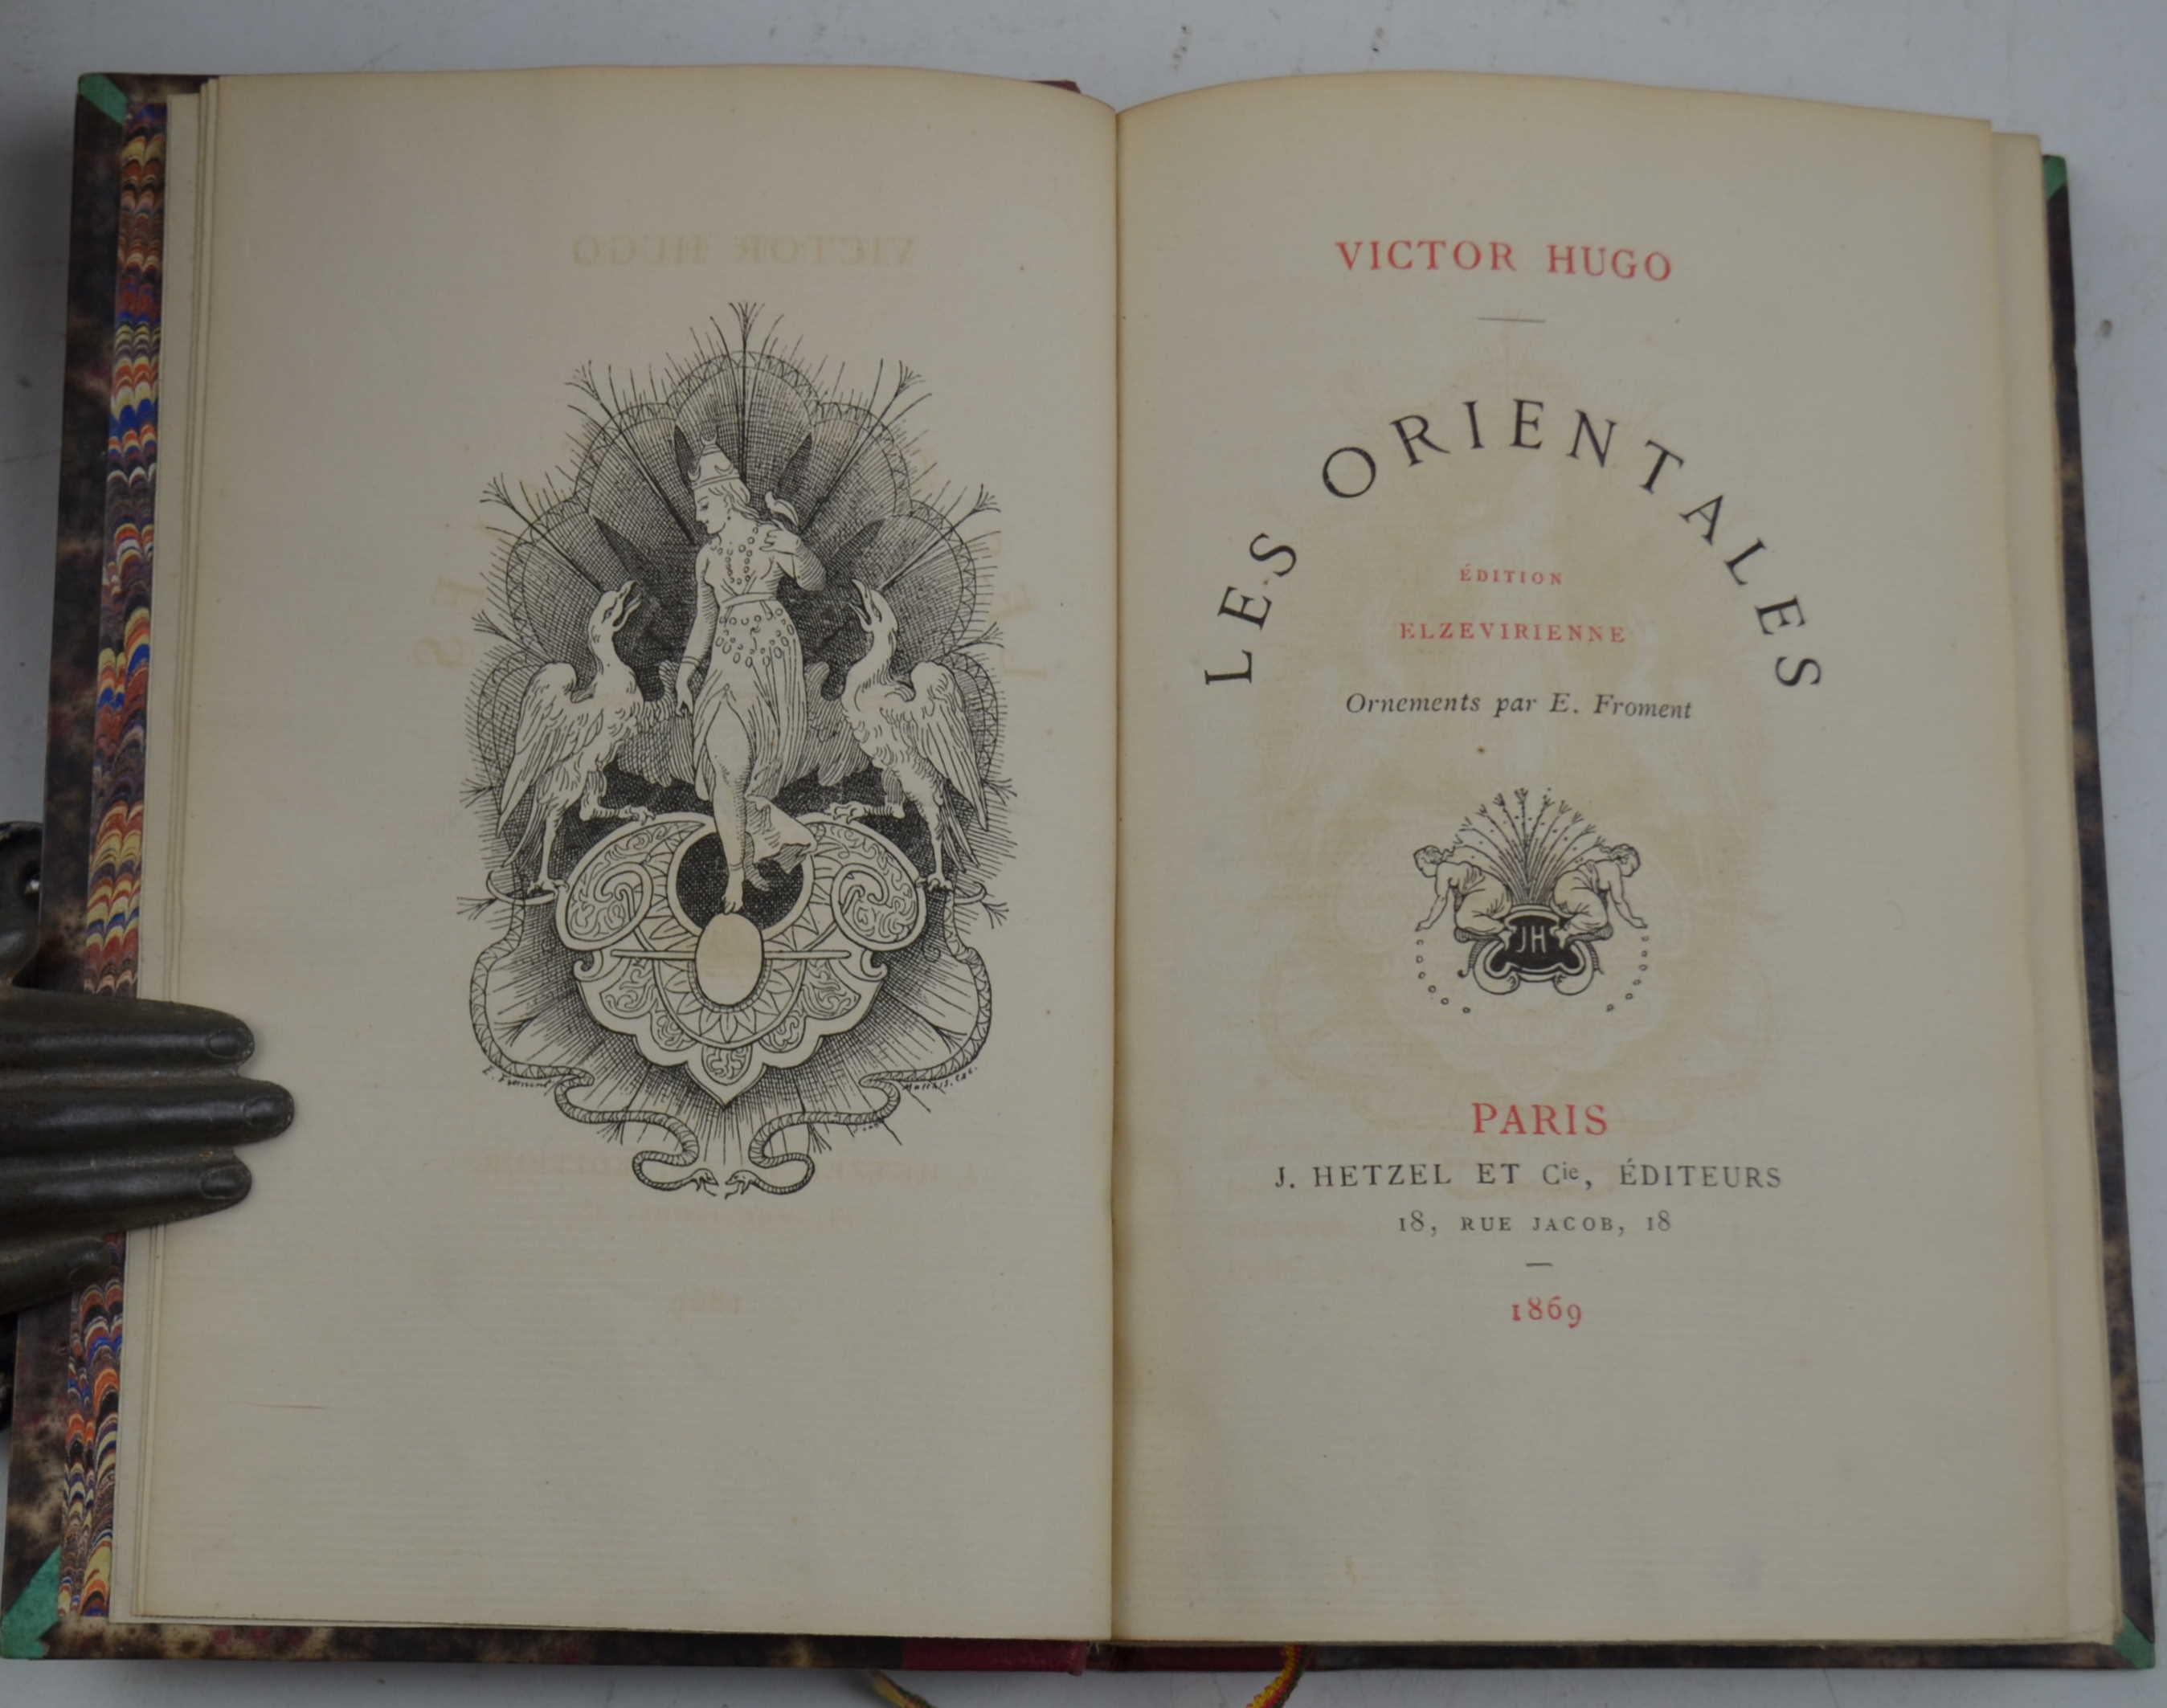 E. Froment
VICTOR HUGO
LES ORIENTALES
ÉDITION
ELZEVIRIENNE
Ornements par E. Froment
JH
PARIS
J. HETZEL ET Cie, ÉDITEURS
18, RUE JACOB, 18
1869